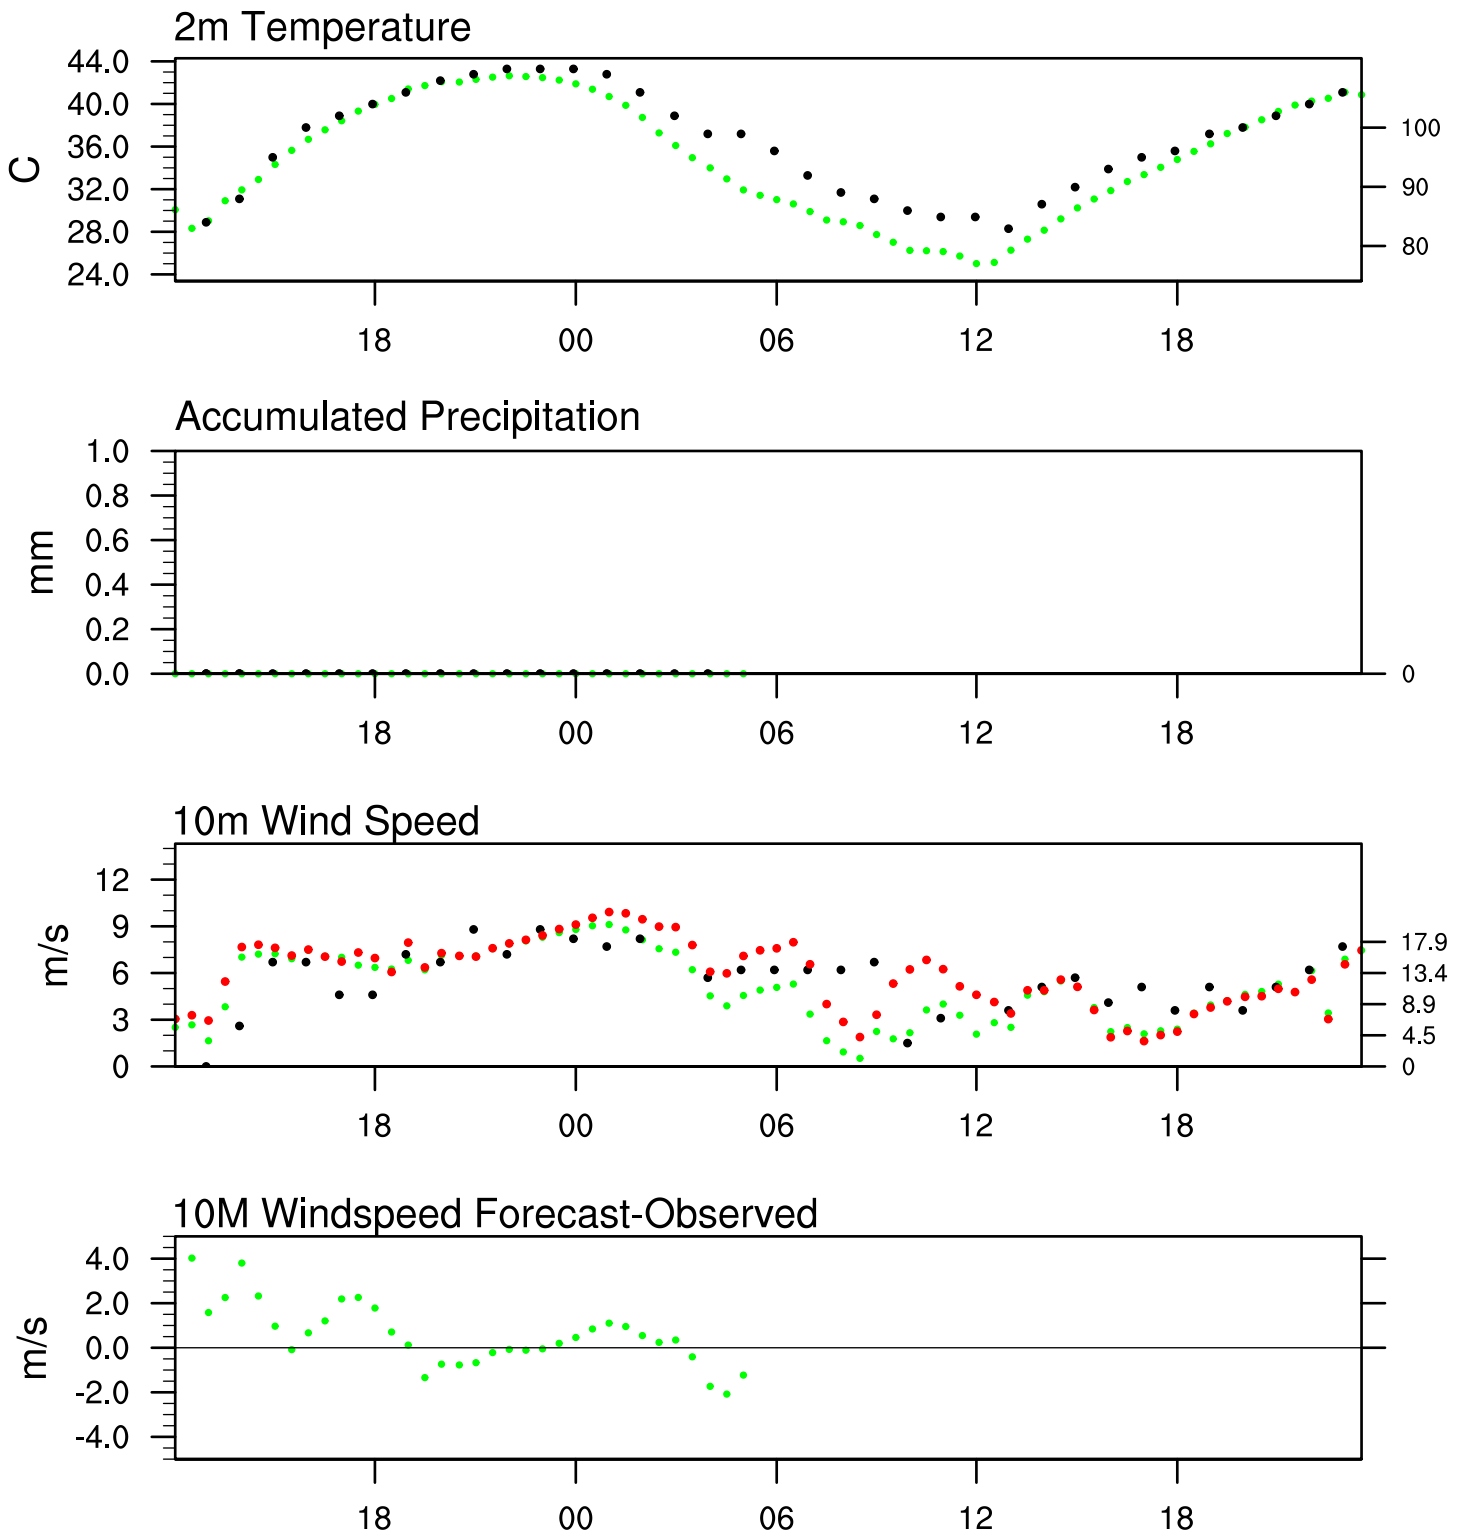 2m Temperature
44.0
40.0
36.0
32.0
28.0
24.0
C
100
90
80
18 00 06 12 18
Accumulated Precipitation
1.0
0.8
0.6
0.4
0.2
0.0
mm
0
18 00 06 12 18
10m Wind Speed
12
9
6
3
0
m/s
17.9
13.4
8.9
4.5
0
18 00 06 12 18
10M Windspeed Forecast-Observed
4.0
2.0
0.0
-2.0
-4.0
m/s
18 00 06 12 18